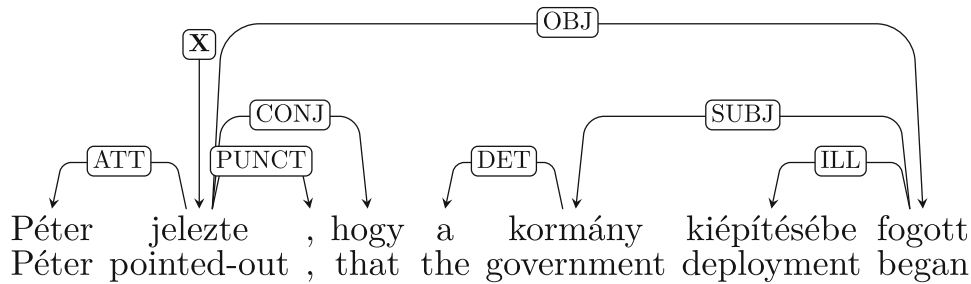 OBJ
X
CONJ SUBJ
ATT PUNCT DET ILL
Péter jelezte , hogy a kormány kiépítésébe fogott
Péter pointed-out , that the government deployment began